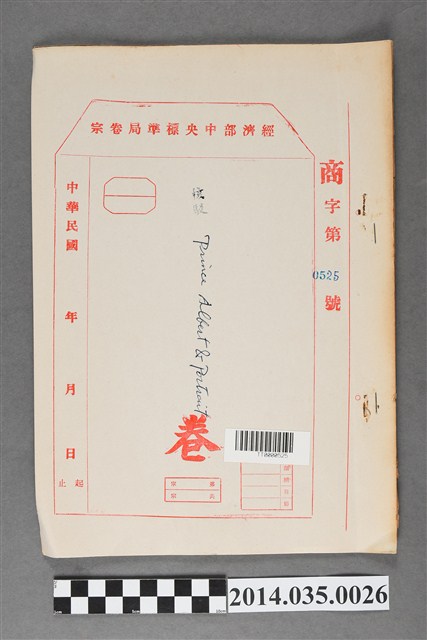 宗卷局準標央中部濟經
商字第
0525
號
中華民國 年 月 日
止 起
Prince Albert & Portrait
卷
TT0000525
2014.035.0026